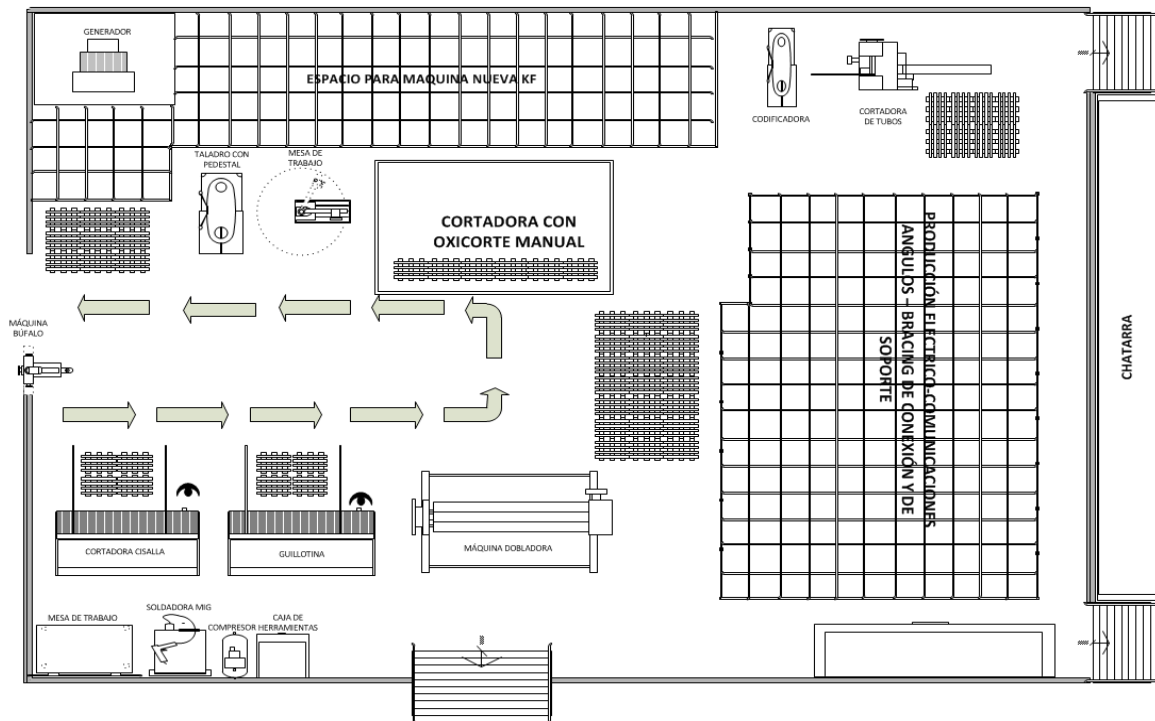 GENERADOR
ESPACIO PARA MAQUINA NUEVA KF
CODIFICADORA
CORTADORA
DE TUBOS
TALADRO CON
PEDESTAL
MESA DE
TRABAJO
CORTADORA CON
OXICORTE MANUAL
PRODUCCIÓN ELECTRICO-COMUNICACIONES
ANGULOS – BRACING DE CONEXIÓN Y DE
SOPORTE
CHATARRA
MÁQUINA
BÚFALO
CORTADORA CISALLA
GUILLOTINA
MÁQUINA DOBLADORA
MESA DE TRABAJO
SOLDADORA MIG
COMPRESOR
CAJA DE
HERRAMIENTAS